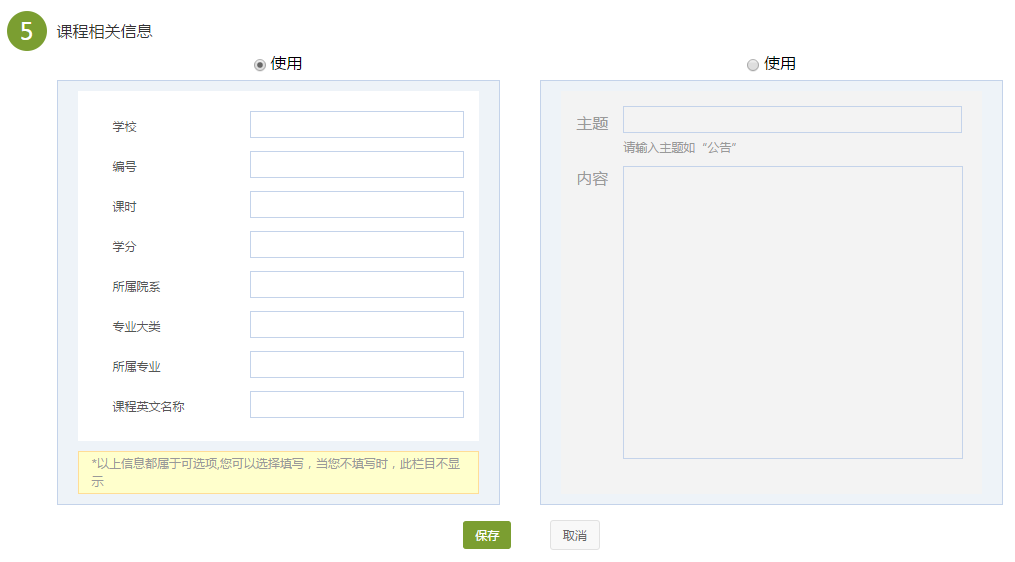 5
课程相关信息
使用
学校
编号
课时
学分
所属院系
专业大类
所属专业
课程英文名称
*以上信息都属于可选项,您可以选择填写，当您不填写时，此栏目不显
示
使用
主题
请输入主题如“公告”
内容
保存
取消